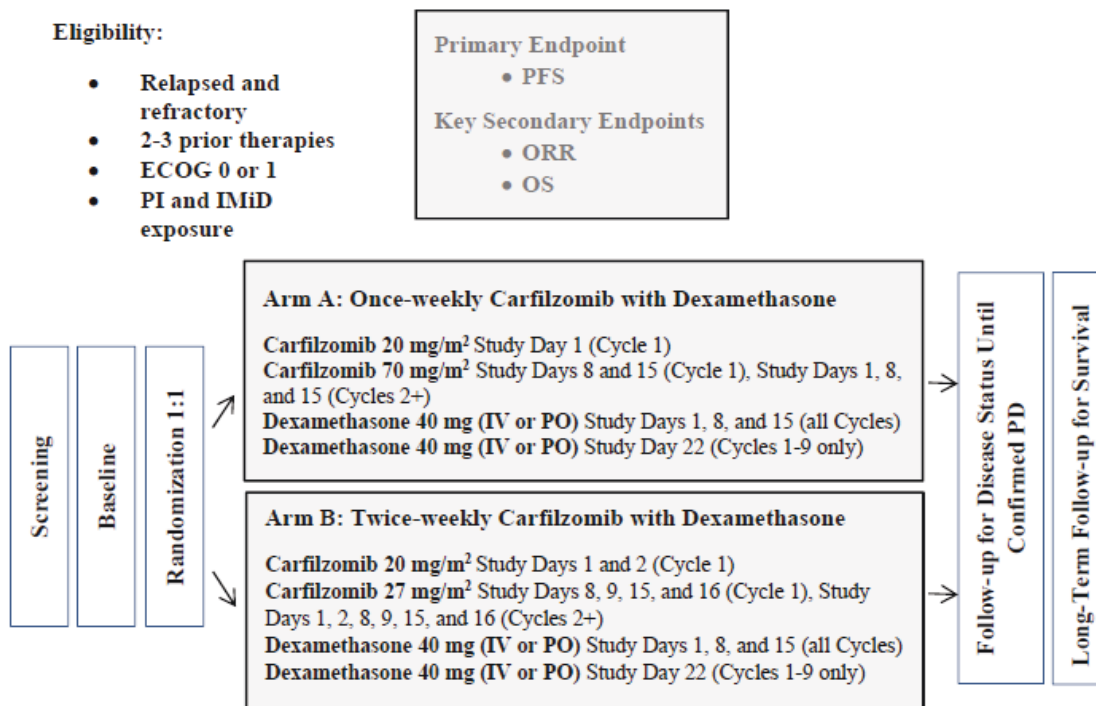 Eligibility:
• Relapsed and
refractory
• 2-3 prior therapies
• ECOG 0 or 1
• PI and IMiD
exposure
Primary Endpoint
• PFS
Key Secondary Endpoints
• ORR
• OS
Screening
Baseline
Randomization 1:1
Arm A: Once-weekly Carfilzomib with Dexamethasone
Carfilzomib 20 mg/m² Study Day 1 (Cycle 1)
Carfilzomib 70 mg/m² Study Days 8 and 15 (Cycle 1), Study Days 1, 8,
and 15 (Cycles 2+)
Dexamethasone 40 mg (IV or PO) Study Days 1, 8, and 15 (all Cycles)
Dexamethasone 40 mg (IV or PO) Study Day 22 (Cycles 1-9 only)
Arm B: Twice-weekly Carfilzomib with Dexamethasone
Carfilzomib 20 mg/m² Study Days 1 and 2 (Cycle 1)
Carfilzomib 27 mg/m² Study Days 8, 9, 15, and 16 (Cycle 1), Study
Days 1, 2, 8, 9, 15, and 16 (Cycles 2+)
Dexamethasone 40 mg (IV or PO) Study Days 1, 8, and 15 (all Cycles)
Dexamethasone 40 mg (IV or PO) Study Day 22 (Cycles 1-9 only)
Follow-up for Disease Status Until
Confirmed PD
Long-Term Follow-up for Survival